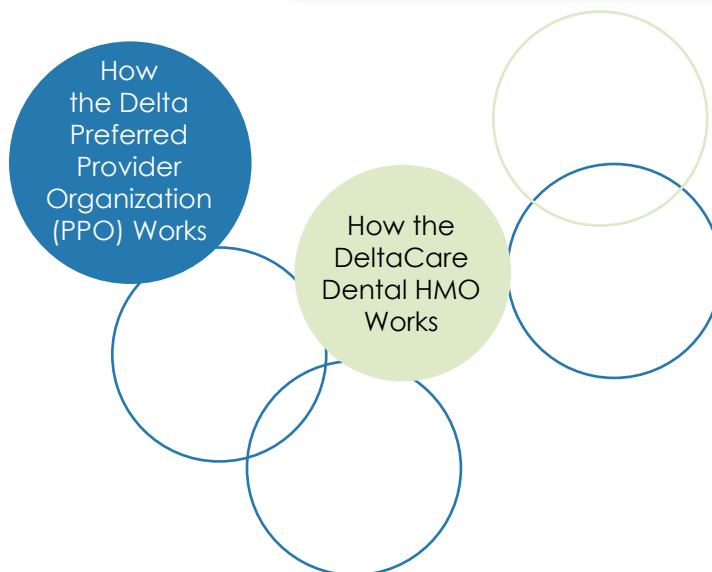 How
the Delta
Preferred
Provider
Organization
(PPO) Works
How the
DeltaCare
Dental HMO
Works